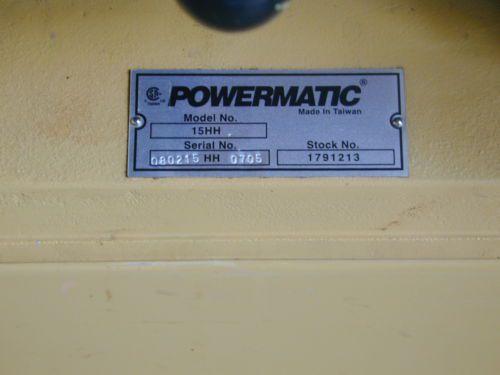 POWERMATIC®
Made In Taiwan
Model No.
15HH
Serial No. Stock No.
080215 HH 0705 1791213